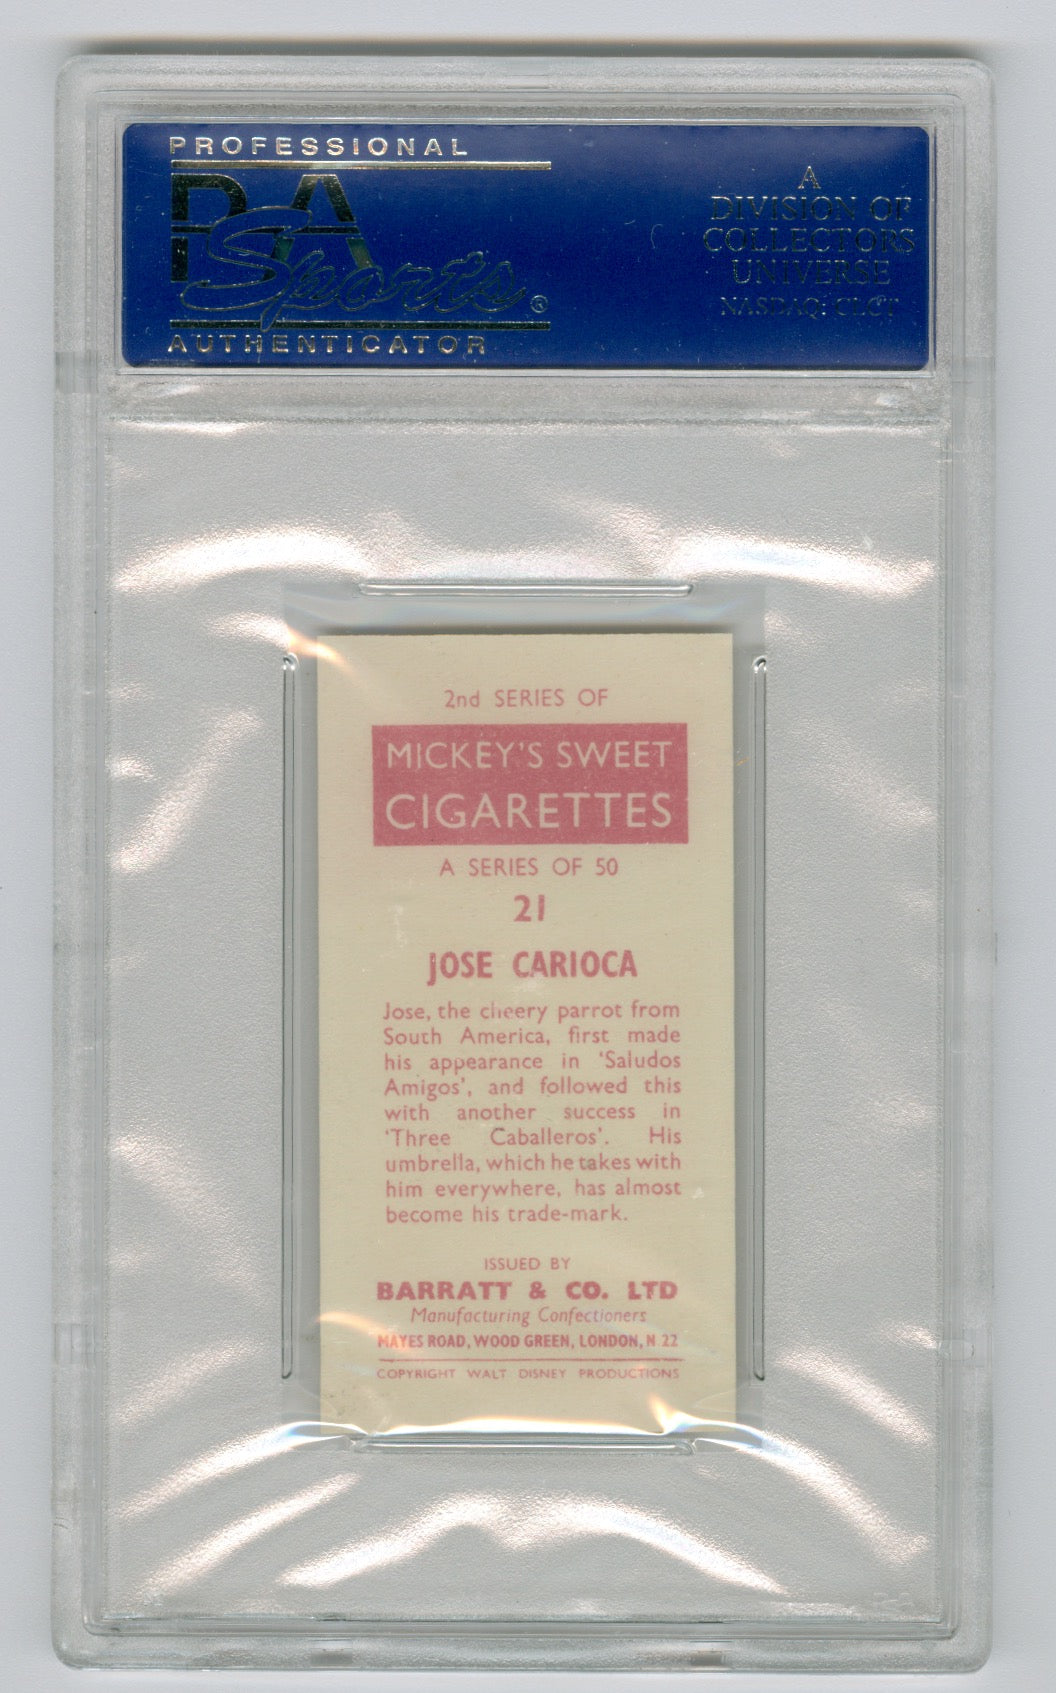 PROFESSIONAL
PSA
Sports®
AUTHENTICATOR
A
DIVISION OF
COLLECTORS
UNIVERSE
NASDAQ: CLCT
2nd SERIES OF
MICKEY'S SWEET
CIGARETTES
A SERIES OF 50
21
JOSE CARIOCA
Jose, the cheery parrot from
South America, first made
his appearance in 'Saludos
Amigos', and followed this
with another success in
'Three Caballeros'. His
umbrella, which he takes with
him everywhere, has almost
become his trade-mark.
ISSUED BY
BARRATT & CO. LTD
Manufacturing Confectioners
MAYES ROAD, WOOD GREEN, LONDON, N 22
COPYRIGHT WALT DISNEY PRODUCTIONS